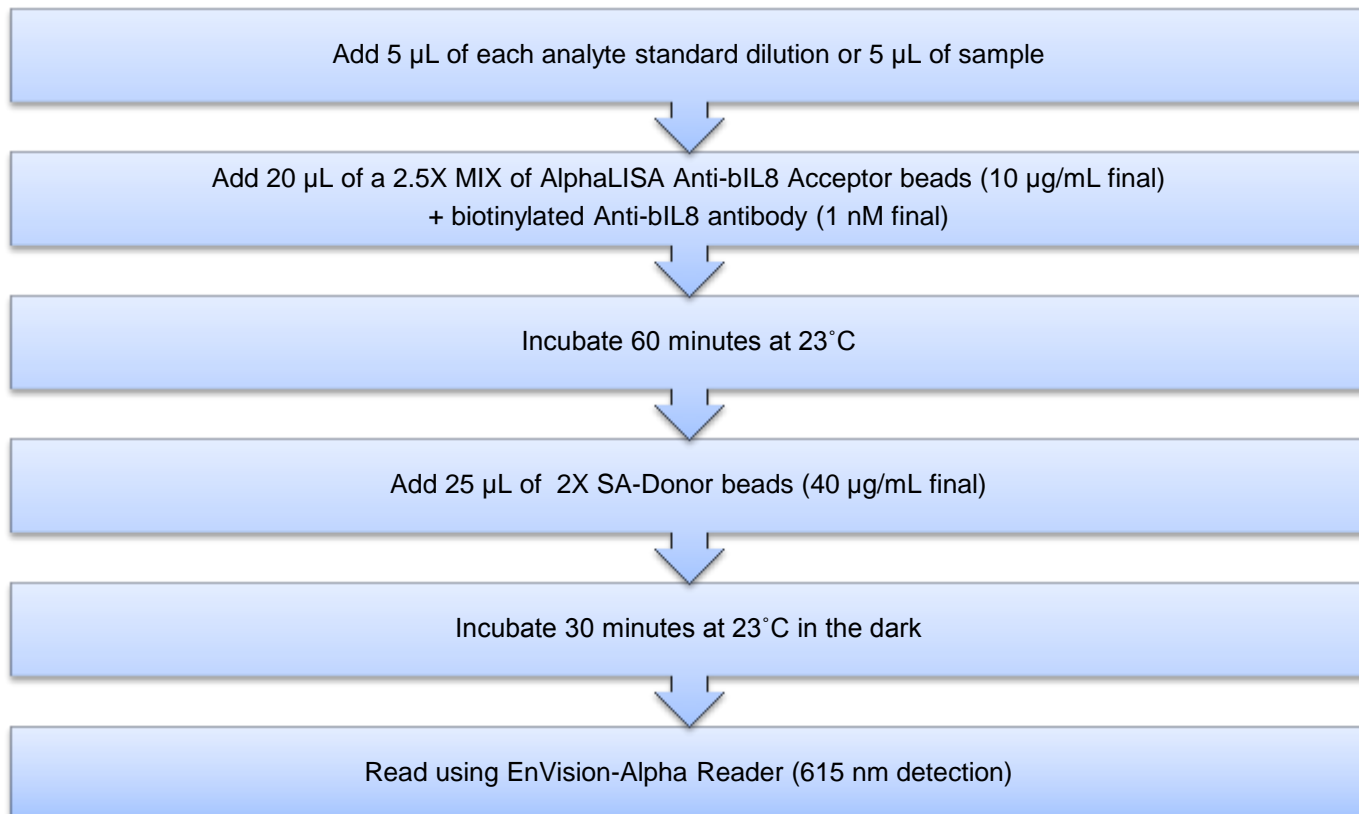 Add 5 µL of each analyte standard dilution or 5 µL of sample
Add 20 µL of a 2.5X MIX of AlphaLISA Anti-bIL8 Acceptor beads (10 µg/mL final)
+ biotinylated Anti-bIL8 antibody (1 nM final)
Incubate 60 minutes at 23˚C
Add 25 µL of 2X SA-Donor beads (40 µg/mL final)
Incubate 30 minutes at 23˚C in the dark
Read using EnVision-Alpha Reader (615 nm detection)